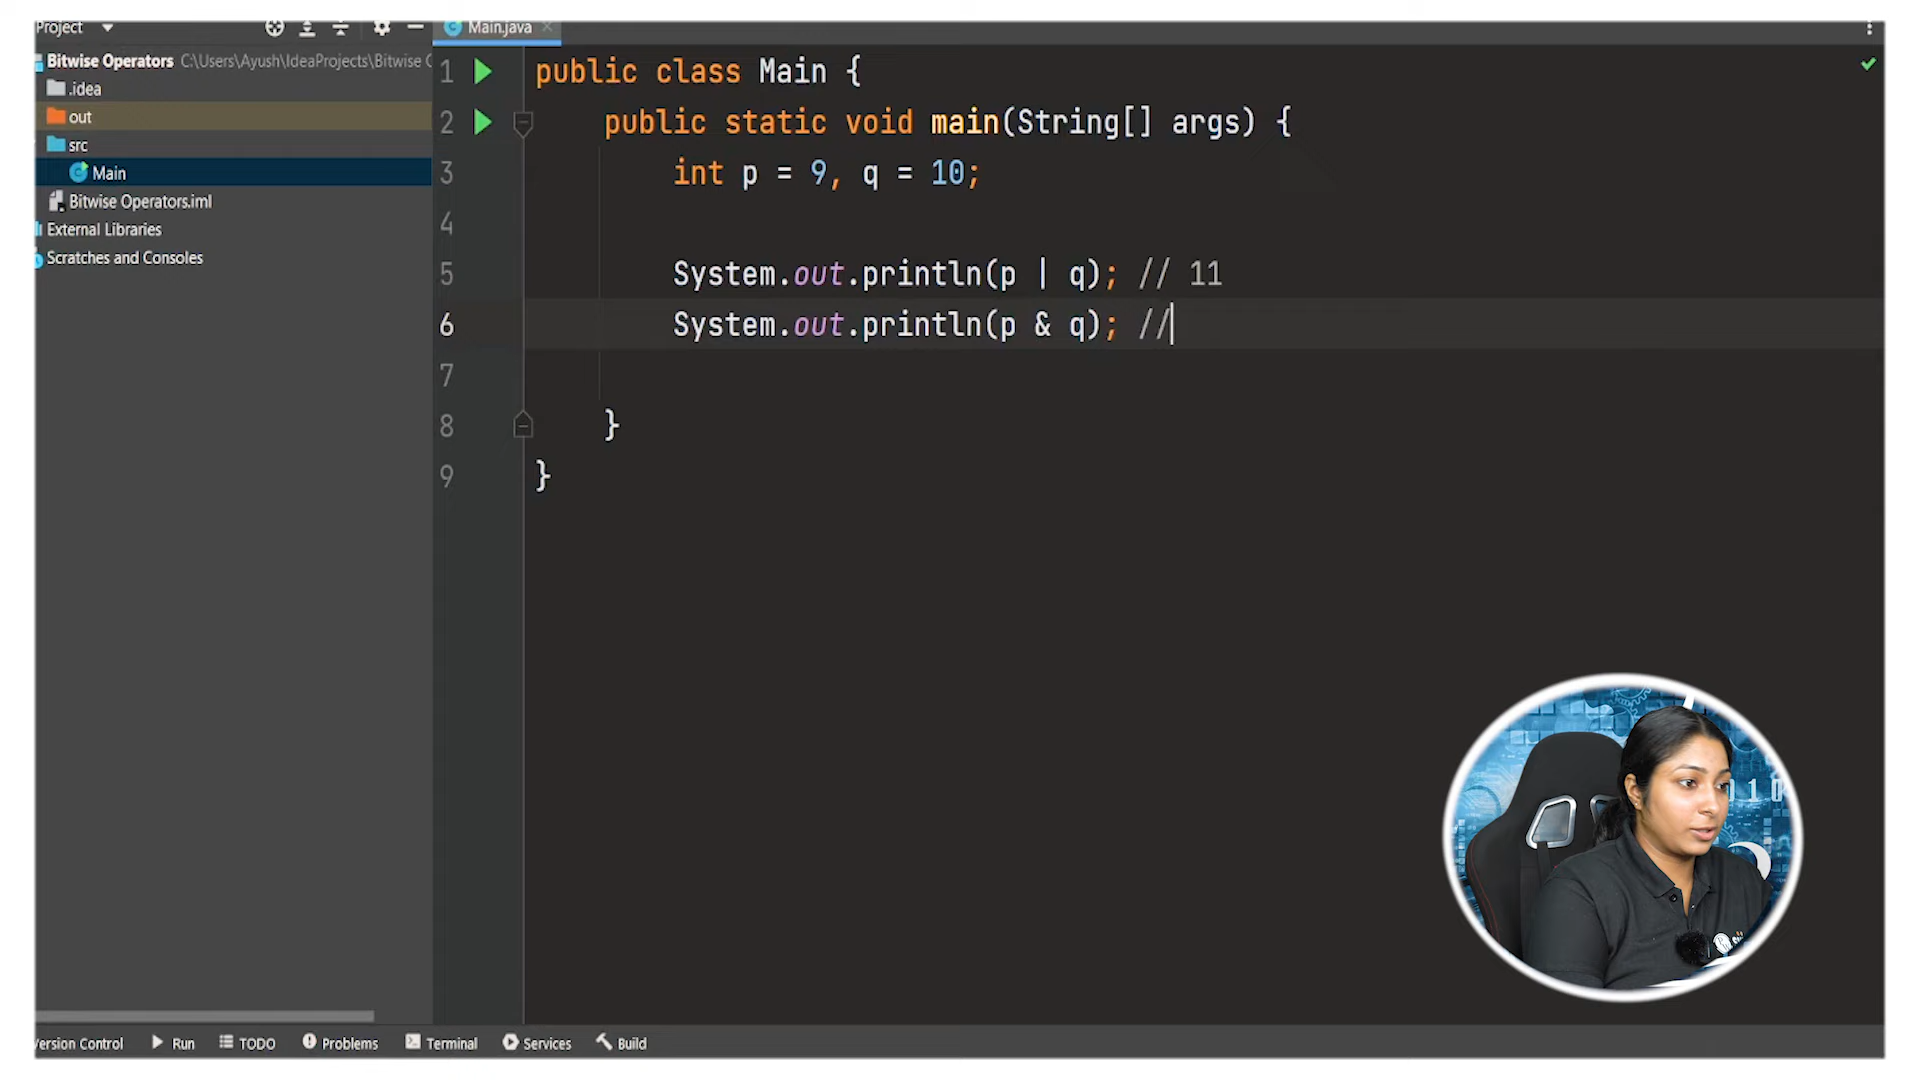 Project
Main.java
Bitwise Operators C:\Users\Ayush\IdeaProjects\Bitwise
.idea
out
src
Main
Bitwise Operators.iml
External Libraries
Scratches and Consoles
1 public class Main {
2 public static void main(String[] args) {
3 int p = 9, q = 10;
4
5 System.out.println(p | q); // 11
6 System.out.println(p & q); //
7
8 }
9 }
Version Control Run TODO Problems Terminal Services Build